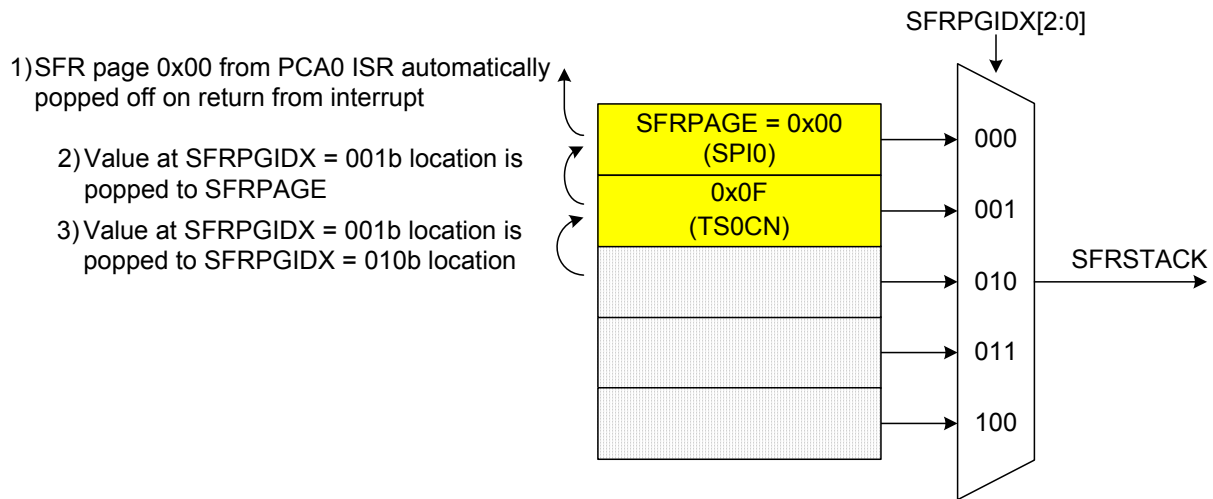 SFRPGIDX[2:0]
1) SFR page 0x00 from PCA0 ISR automatically
popped off on return from interrupt
2) Value at SFRPGIDX = 001b location is
popped to SFRPAGE
3) Value at SFRPGIDX = 001b location is
popped to SFRPGIDX = 010b location
SFRPAGE = 0x00
(SPI0)
0x0F
(TS0CN)
000
001
010
011
100
SFRSTACK